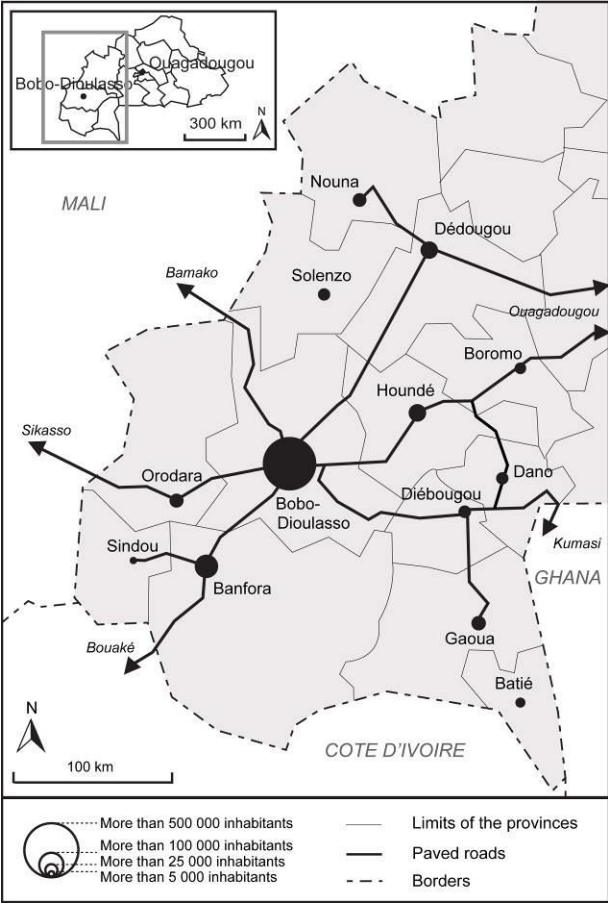 Ouagadougou
Bobo-Dioulasso
300 km
N
MALI
Nouna
Dédougou
Bamako
Solenzo
Ouagadougou
Boromo
Houndé
Sikasso
Orodara
Bobo-
Dioulasso
Diébougou
Dano
Sindou
Kumasi
Banfora
GHANA
Bouaké
Gaoua
Batié
N
COTE D'IVOIRE
100 km
More than 500 000 inhabitants
More than 100 000 inhabitants
More than 25 000 inhabitants
More than 5 000 inhabitants
Limits of the provinces
Paved roads
Borders